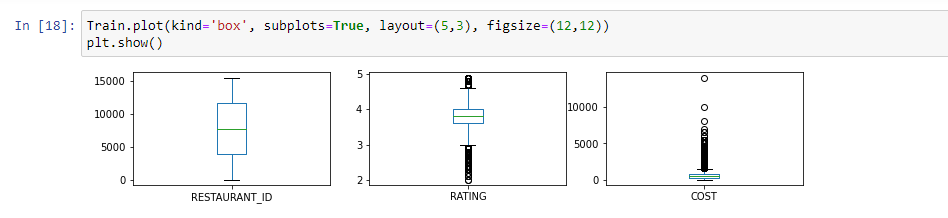 In [18]: Train.plot(kind='box', subplots=True, layout=(5,3), figsize=(12,12))
plt.show()
15000
10000
5000
0
RESTAURANT_ID
5
4
3
2
RATING
10000
5000
0
COST